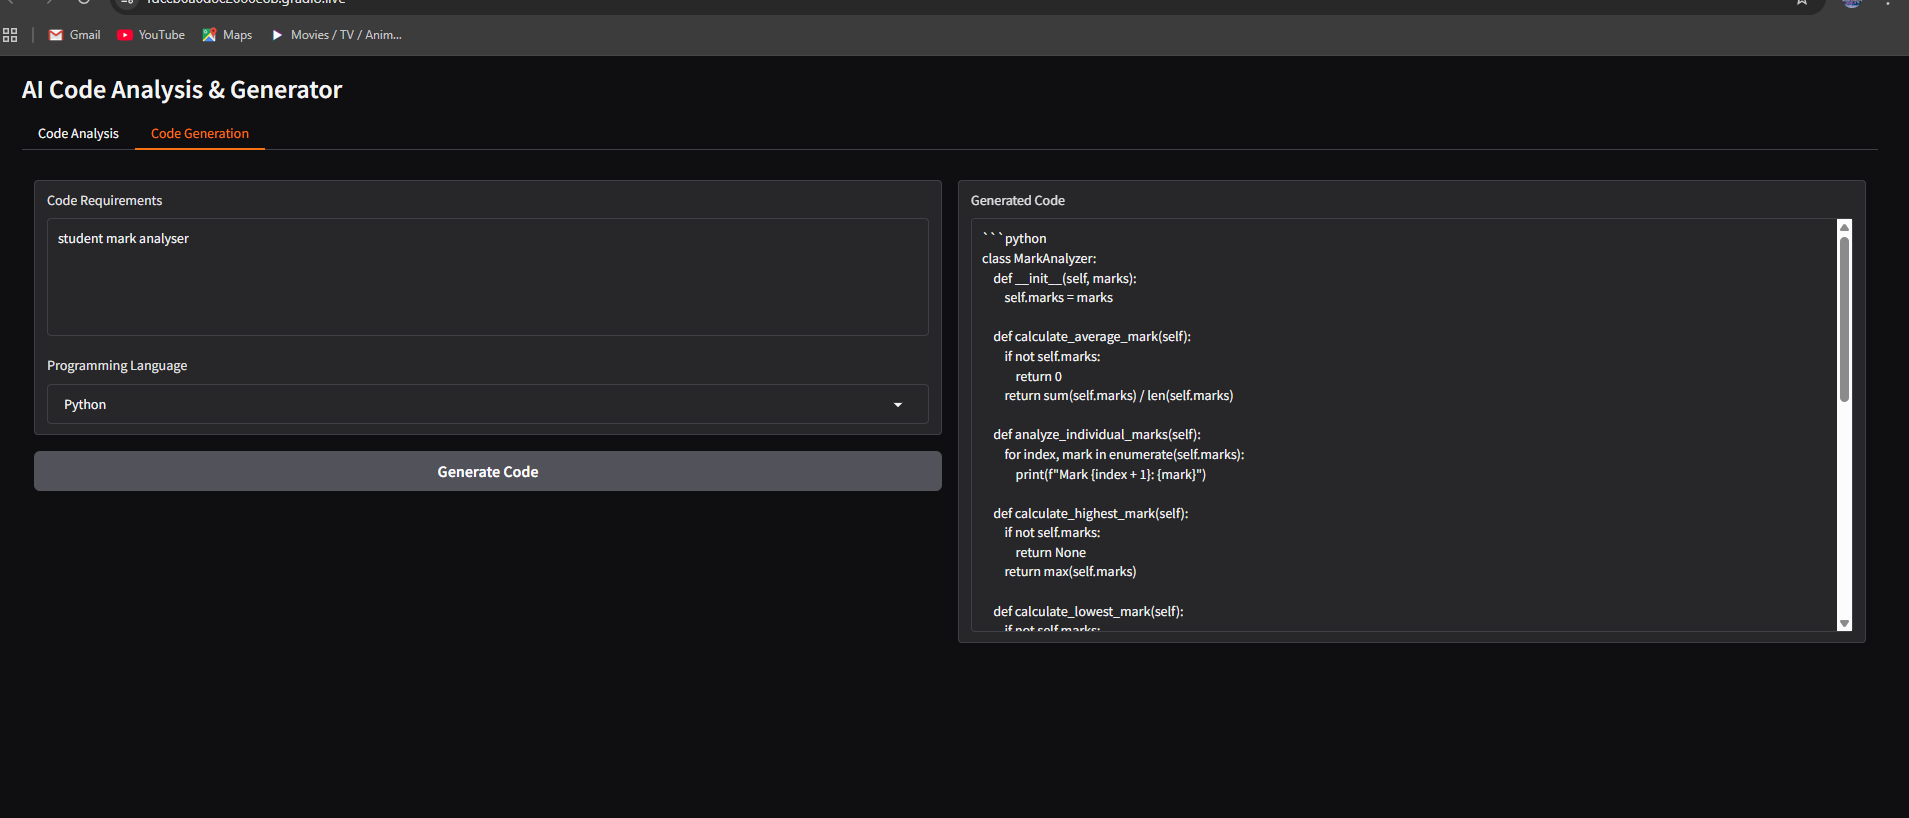 Gmail
YouTube
Maps
Movies / TV / Anim...
AI Code Analysis & Generator
Code Analysis
Code Generation
Code Requirements
student mark analyser
Programming Language
Python
Generate Code
Generated Code
```python
class MarkAnalyzer:
    def __init__(self, marks):
        self.marks = marks
    def calculate_average_mark(self):
        if not self.marks:
            return 0
        return sum(self.marks) / len(self.marks)
    def analyze_individual_marks(self):
        for index, mark in enumerate(self.marks):
            print(f"Mark {index + 1}: {mark}")
    def calculate_highest_mark(self):
        if not self.marks:
            return None
        return max(self.marks)
    def calculate_lowest_mark(self):
        if not self.marks: